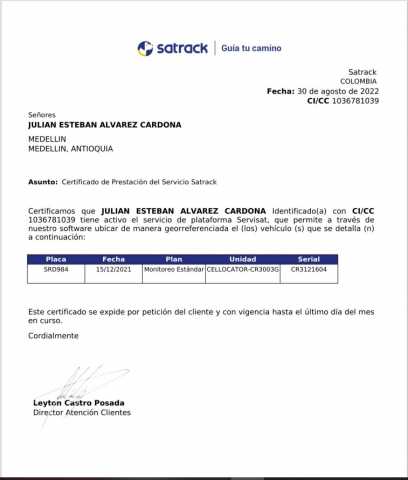 satrack | Guía tu camino
Satrack
COLOMBIA
Fecha: 30 de agosto de 2022
CI/CC 1036781039
Señores
JULIAN ESTEBAN ALVAREZ CARDONA
MEDELLIN
MEDELLIN, ANTIOQUIA
Asunto: Certificado de Prestación del Servicio Satrack
Certificamos que JULIAN ESTEBAN ALVAREZ CARDONA Identificado(a) con CI/CC
1036781039 tiene activo el servicio de plataforma Servisat, que permite a través de
nuestro software ubicar de manera georreferenciada el (los) vehículo (s) que se detalla (n)
a continuación:
Placa Fecha Plan Unidad Serial
SRD984 15/12/2021 Monitoreo Estándar CELLOCATOR-CR3003G CR3121604
Este certificado se expide por petición del cliente y con vigencia hasta el último día del mes
en curso.
Cordialmente
Leyton Castro Posada
Director Atención Clientes